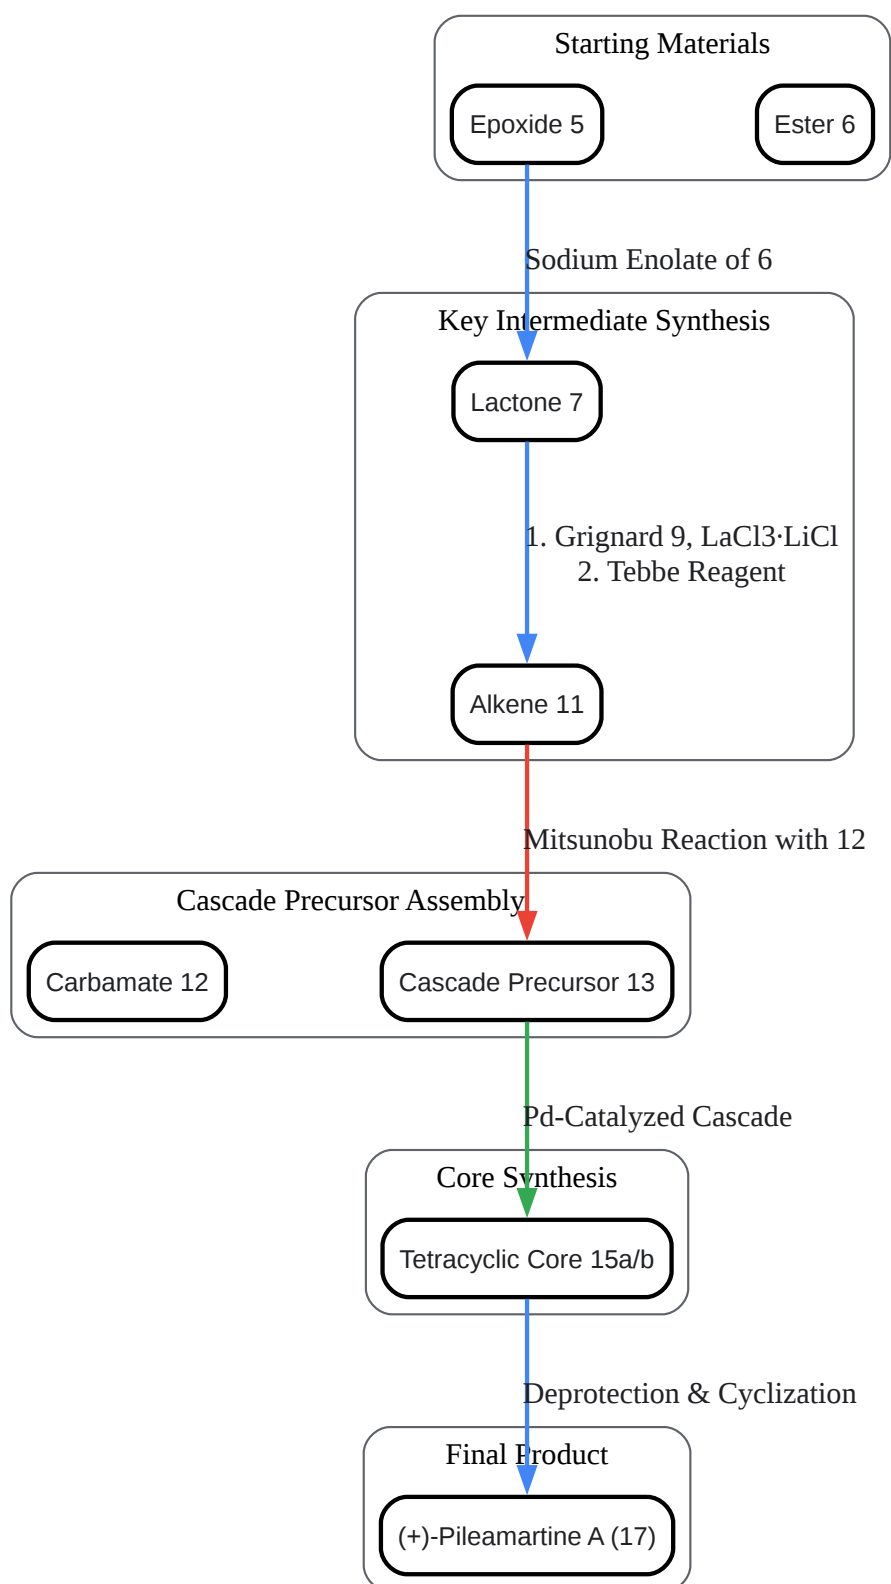 Starting Materials
Epoxide 5
Ester 6
Sodium Enolate of 6
Key Intermediate Synthesis
Lactone 7
1. Grignard 9, LaCl3·LiCl
2. Tebbe Reagent
Alkene 11
Mitsunobu Reaction with 12
Cascade Precursor Assembly
Carbamate 12
Cascade Precursor 13
Pd-Catalyzed Cascade
Core Synthesis
Tetracyclic Core 15a/b
Deprotection & Cyclization
Final Product
(+)-Pileamartine A (17)